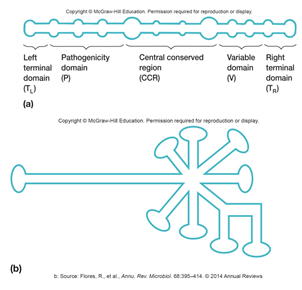 Copyright © McGraw-Hill Education. Permission required for reproduction or display.
Left terminal domain (TL)
Pathogenicity domain (P)
Central conserved region (CCR)
Variable domain (V)
Right terminal domain (TR)
(a)
Copyright © McGraw-Hill Education. Permission required for reproduction or display.
(b)
b: Source: Flores, R., et al., Annu. Rev. Microbiol. 68:395–414. © 2014 Annual Reviews